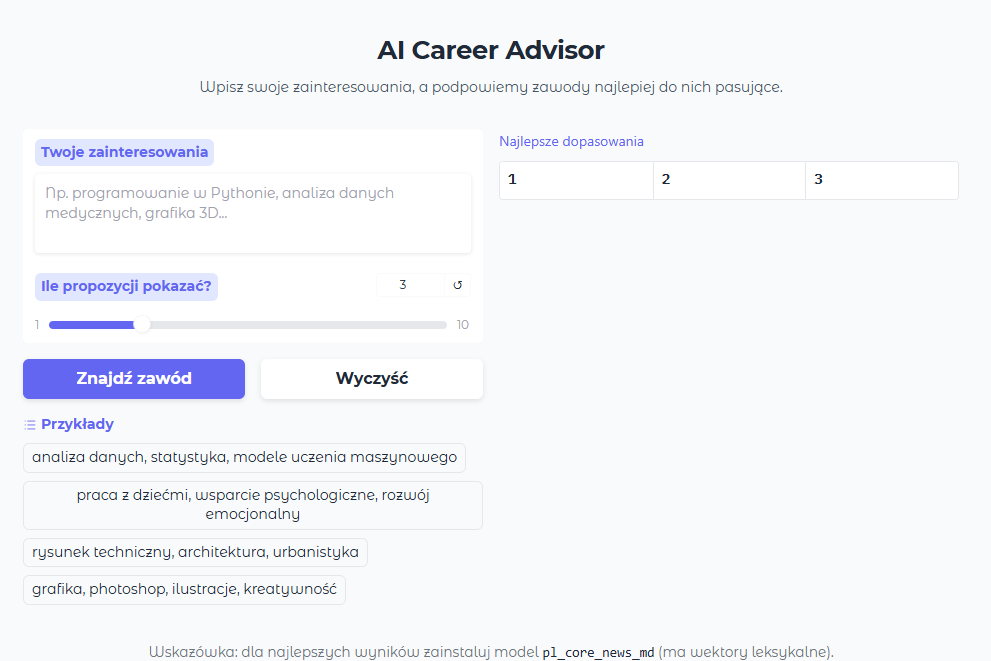 AI Career Advisor
Wpisz swoje zainteresowania, a podpowiemy zawody najlepiej do nich pasujące.
Twoje zainteresowania
Np. programowanie w Pythonie, analiza danych
medycznych, grafika 3D...
Ile propozycji pokazać?
3
↺
1
10
Znajdź zawód
Wyczyść
Przykłady
analiza danych, statystyka, modele uczenia maszynowego
praca z dziećmi, wsparcie psychologiczne, rozwój
emocjonalny
rysunek techniczny, architektura, urbanistyka
grafika, photoshop, ilustracje, kreatywność
Najlepsze dopasowania
1 2 3
Wskazówka: dla najlepszych wyników zainstaluj model pl_core_news_md (ma wektory leksykalne).